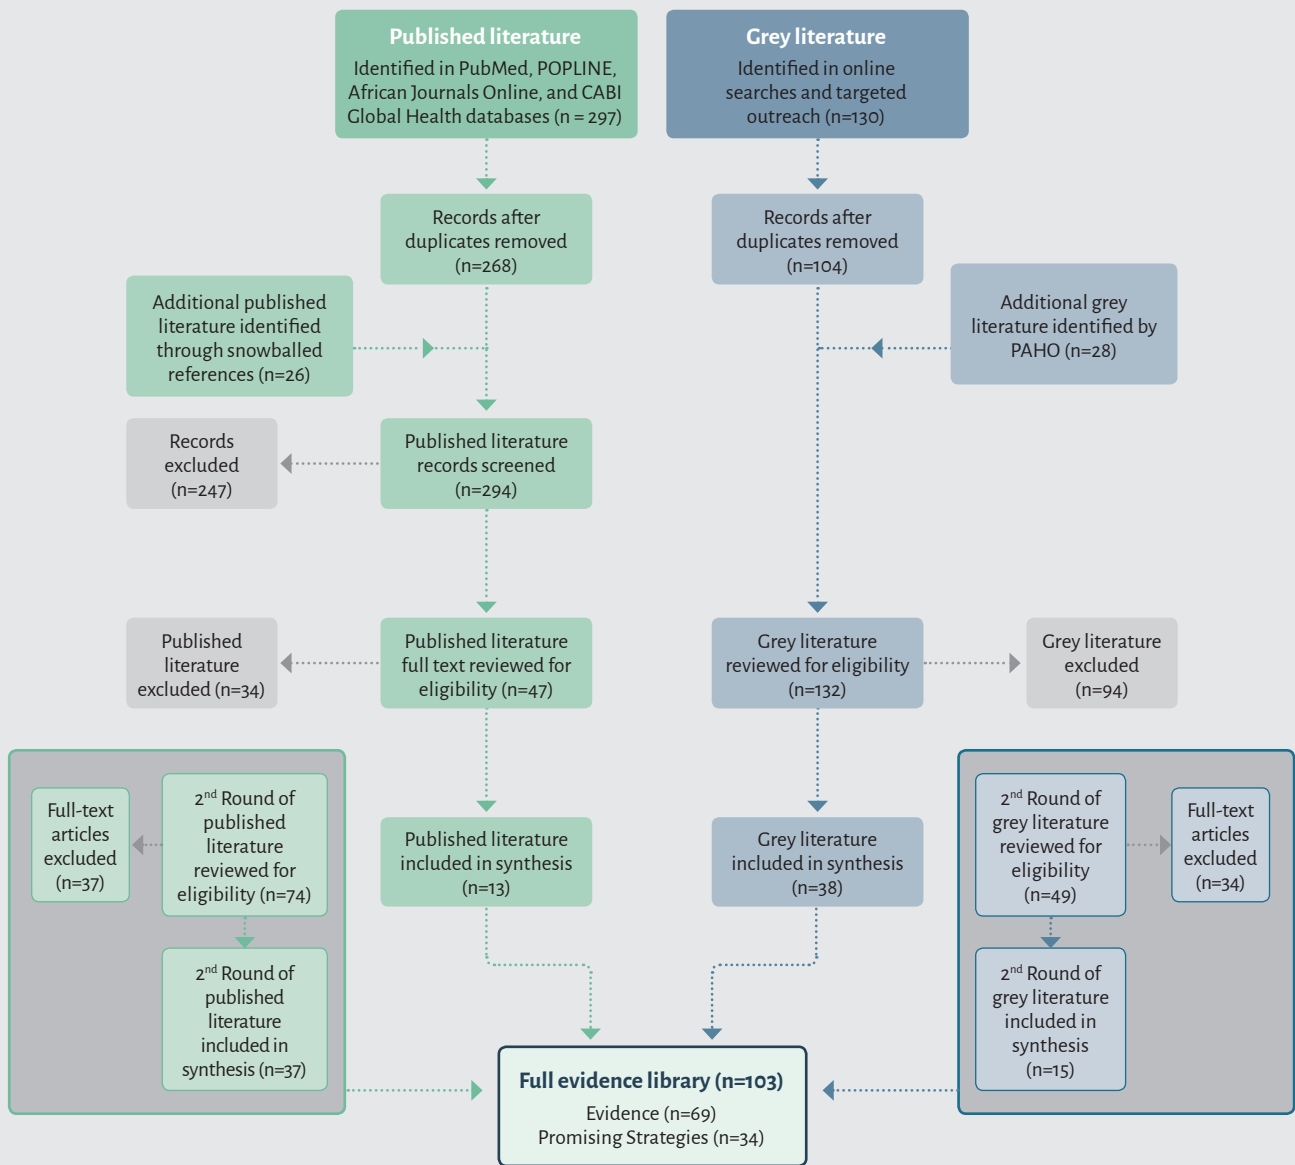 Published literature
Identified in PubMed, POPLINE,
African Journals Online, and CABI
Global Health databases (n = 297)
Grey literature
Identified in online
searches and targeted
outreach (n=130)
Records after
duplicates removed
(n=268)
Records after
duplicates removed
(n=104)
Additional published
literature identified
through snowballed
references (n=26)
Additional grey
literature identified by
PAHO (n=28)
Records
excluded
(n=247)
Published literature
records screened
(n=294)
Published
literature
excluded (n=34)
Published literature
full text reviewed for
eligibility (n=47)
Grey literature
reviewed for eligibility
(n=132)
Grey literature
excluded
(n=94)
Full-text
articles
excluded
(n=37)
2nd Round of
published
literature
reviewed for
eligibility (n=74)
Published literature
included in synthesis
(n=13)
Grey literature
included in synthesis
(n=38)
2nd Round of
grey literature
reviewed for
eligibility
(n=49)
Full-text
articles
excluded
(n=34)
2nd Round of
published
literature
included in
synthesis (n=37)
2nd Round of
grey literature
included in
synthesis
(n=15)
Full evidence library (n=103)
Evidence (n=69)
Promising Strategies (n=34)